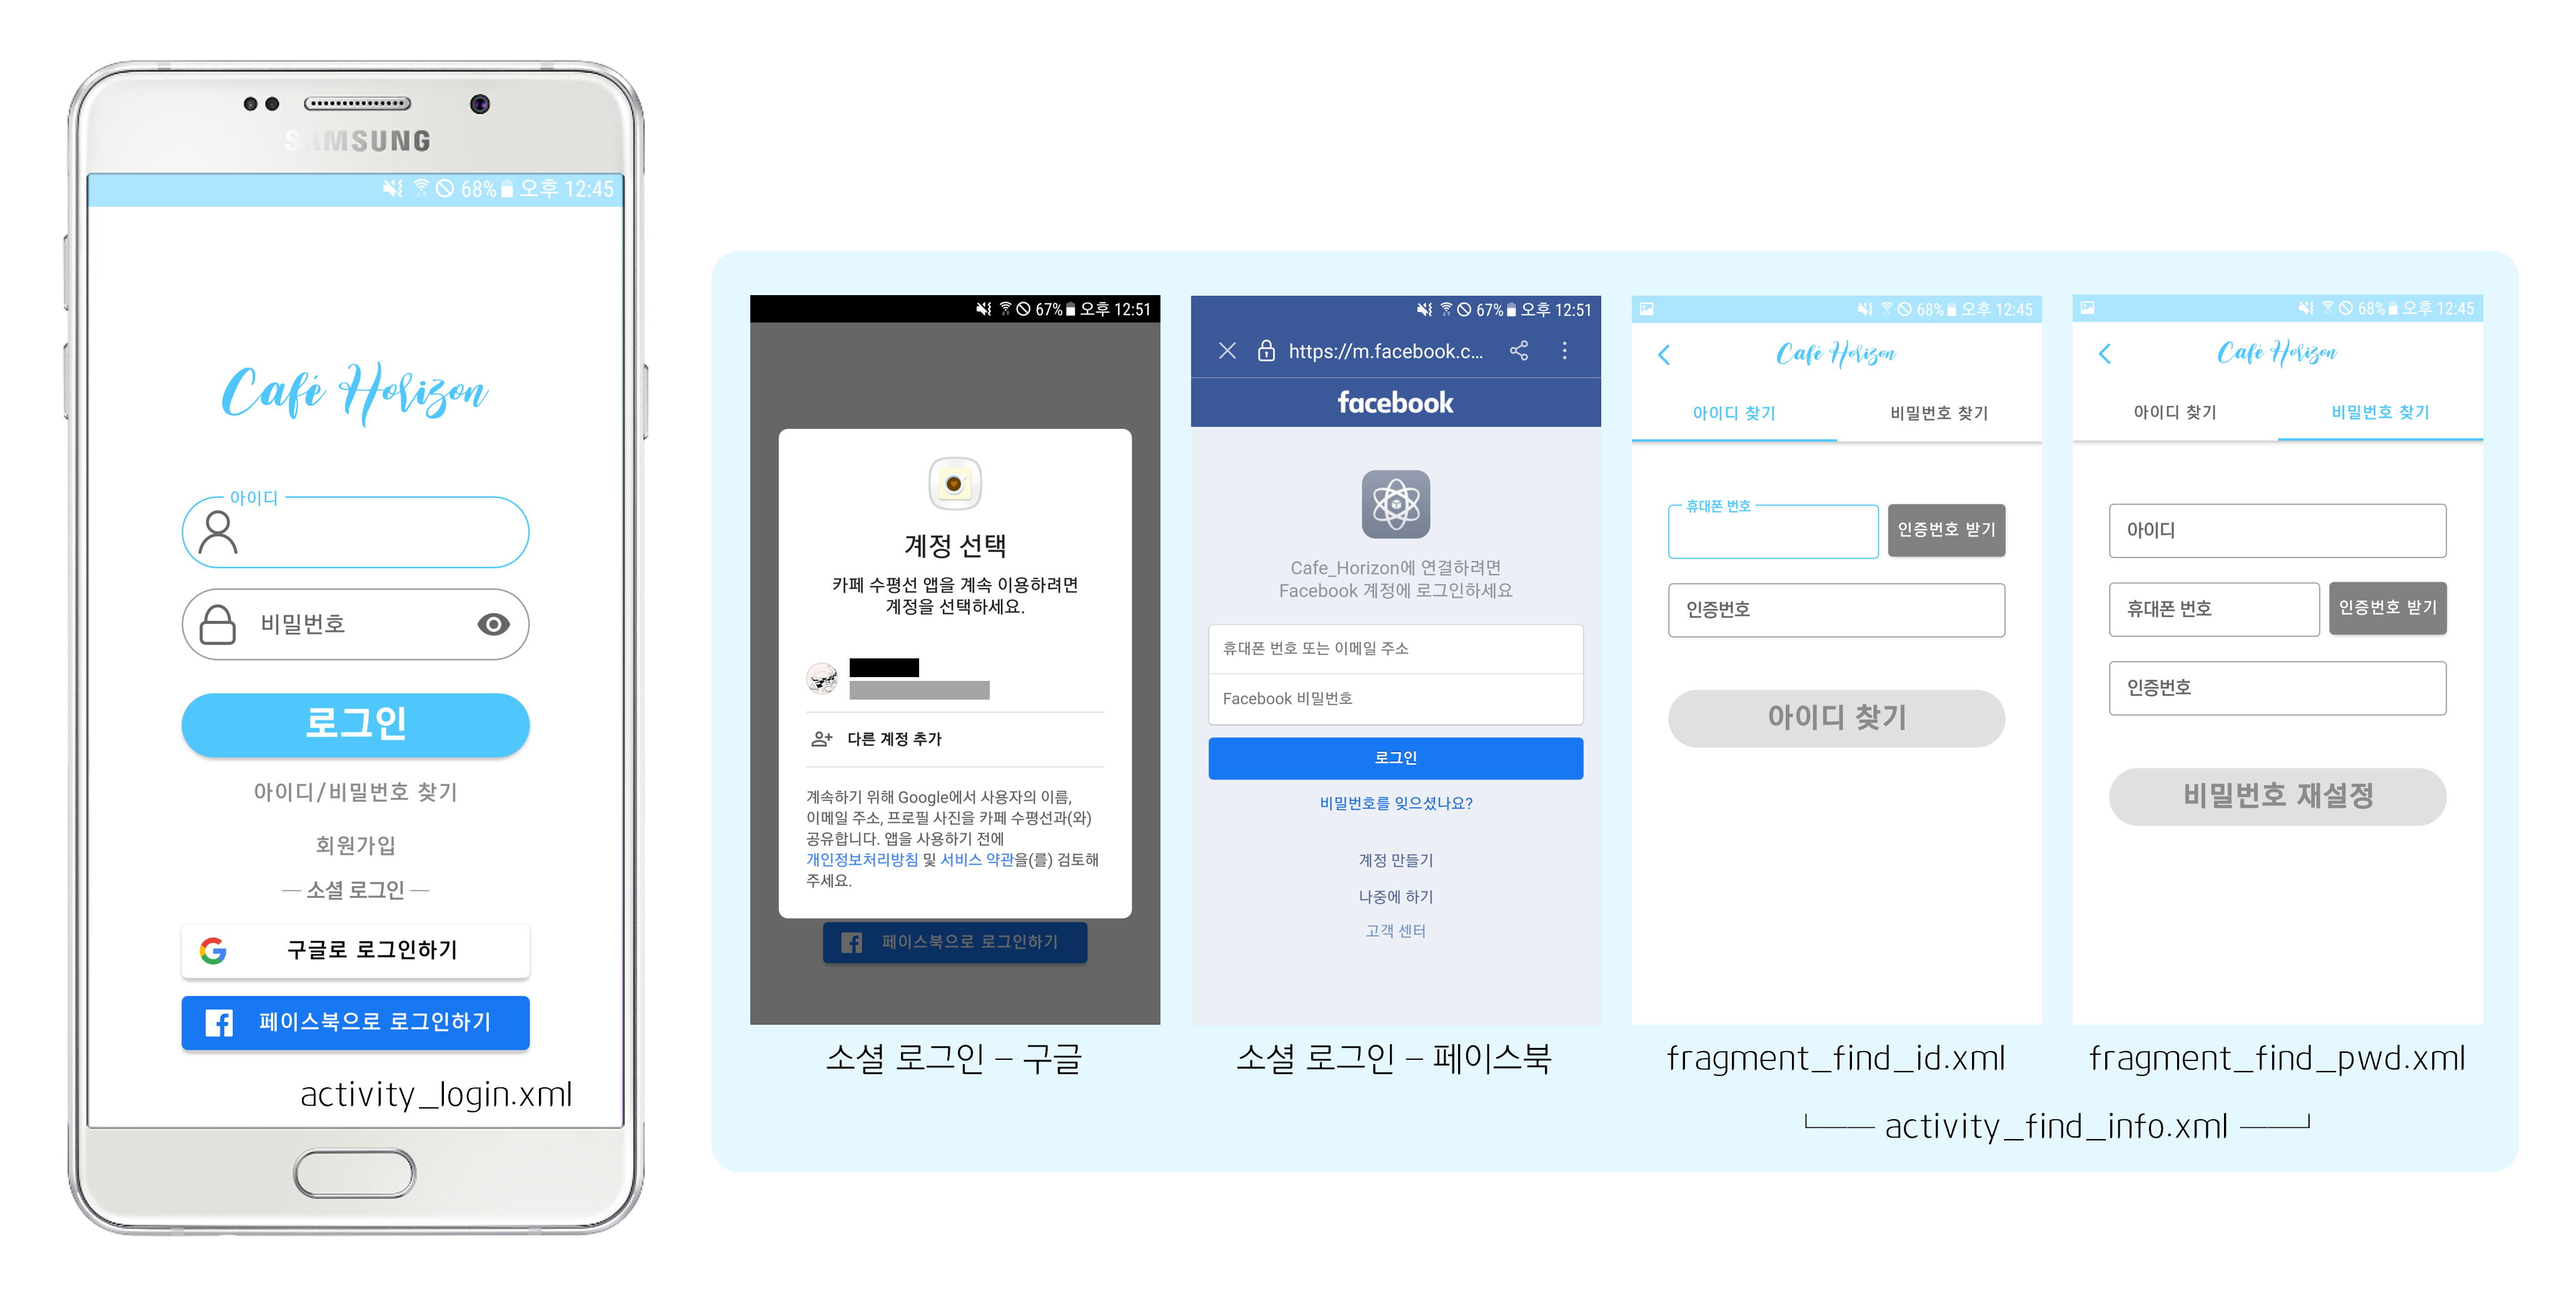 SAMSUNG
68% 오후 12:45
Café Horizon
아이디
비밀번호
로그인
아이디/비밀번호 찾기
회원가입
소셜 로그인
구글로 로그인하기
페이스북으로 로그인하기
activity_login.xml
67% 오후 12:51
계정 선택
카페 수평선 앱을 계속 이용하려면
계정을 선택하세요.
다른 계정 추가
계속하기 위해 Google에서 사용자의 이름,
이메일 주소, 프로필 사진을 카페 수평선과(와)
공유합니다. 앱을 사용하기 전에
개인정보처리방침 및 서비스 약관을(를) 검토해
주세요.
페이스북으로 로그인하기
소셜 로그인 – 구글
67% 오후 12:51
https://m.facebook.c...
facebook
Cafe_Horizon에 연결하려면
Facebook 계정에 로그인하세요
휴대폰 번호 또는 이메일 주소
Facebook 비밀번호
로그인
비밀번호를 잊으셨나요?
계정 만들기
나중에 하기
고객 센터
소셜 로그인 – 페이스북
68% 오후 12:45
Café Horizon
아이디 찾기 비밀번호 찾기
휴대폰 번호
인증번호 받기
인증번호
아이디 찾기
fragment_find_id.xml
68% 오후 12:45
Café Horizon
아이디 찾기 비밀번호 찾기
아이디
휴대폰 번호 인증번호 받기
인증번호
비밀번호 재설정
fragment_find_pwd.xml
activity_find_info.xml